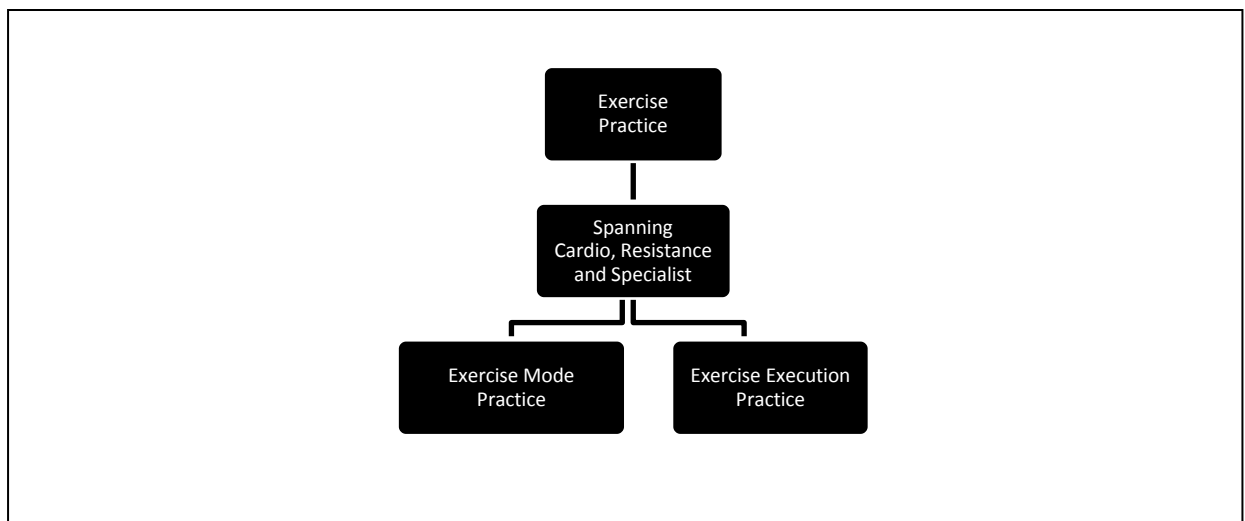 Exercise
Practice
Spanning
Cardio, Resistance
and Specialist
Exercise Mode
Practice
Exercise Execution
Practice